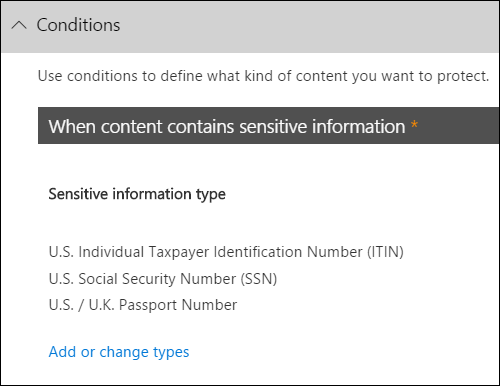 Conditions
Use conditions to define what kind of content you want to protect.
When content contains sensitive information *
Sensitive information type
U.S. Individual Taxpayer Identification Number (ITIN)
U.S. Social Security Number (SSN)
U.S. / U.K. Passport Number
Add or change types